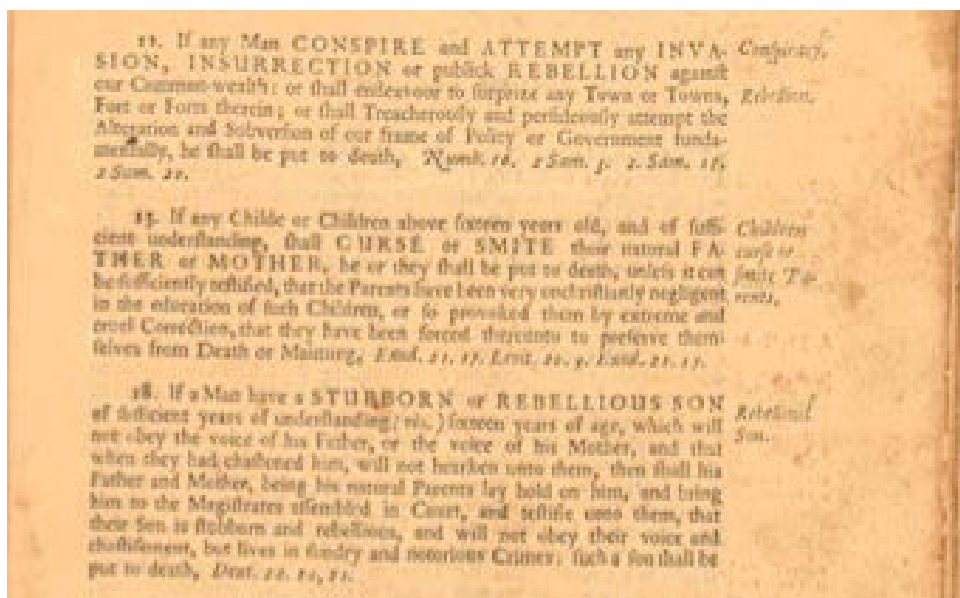 12. If any Man CONSPIRE and ATTEMPT any INVA-
SION, INSURRECTION or publick REBELLION againſt
our Common-wealth: or ſhall endeavour to ſurprize any Town or Towns,
Fort or Forts therein; or ſhall Treacherouſly and perfideouſly attempt the
Alteration and Subverſion of our frame of Policy or Government funda-
mentally, he ſhall be put to death, Numb. 16. 2 Sam. 2. Sam.
2 Sam.
Conſpiracy.
Rebellion.
If any Childe or Children above ſixteen years old, and of ſuffi-
cient underſtanding, ſhall CURSE or SMITE their natural FA-
THER or MOTHER, he or they ſhall be put to death, unleſs it can
be ſufficiently teſtified, that the Parents have been very unchriſtianly negligent
in the education of ſuch Children, or ſo provoked them by extreme and
cruel Correction, that they have been forced thereunto to preſerve them-
ſelves from Death or Maiming, Exod. 21. 17. Levit. 20. 9. Exod. 21. 15.
Children
curſe or
ſmite Pa-
rents.
18. If a Man have a STUBBORN or REBELLIOUS SON
of ſufficient years of underſtanding (viz.) ſixteen years of age, which will
not obey the voice of his Father, or the voice of his Mother, and that
when they had chaſtened him, will not hearken unto them, then ſhall his
Father and Mother, being his natural Parents lay hold on him, and bring
him to the Magiſtrates aſſembled in Court, and teſtifie unto them, that
their Son is ſtubborn and rebellious, and will not obey their voice and
chaſtiſement, but lives in ſundry and notorious Crimes: ſuch a ſon ſhall be
put to death, Deut. 20, 21.
Rebellious
Son.